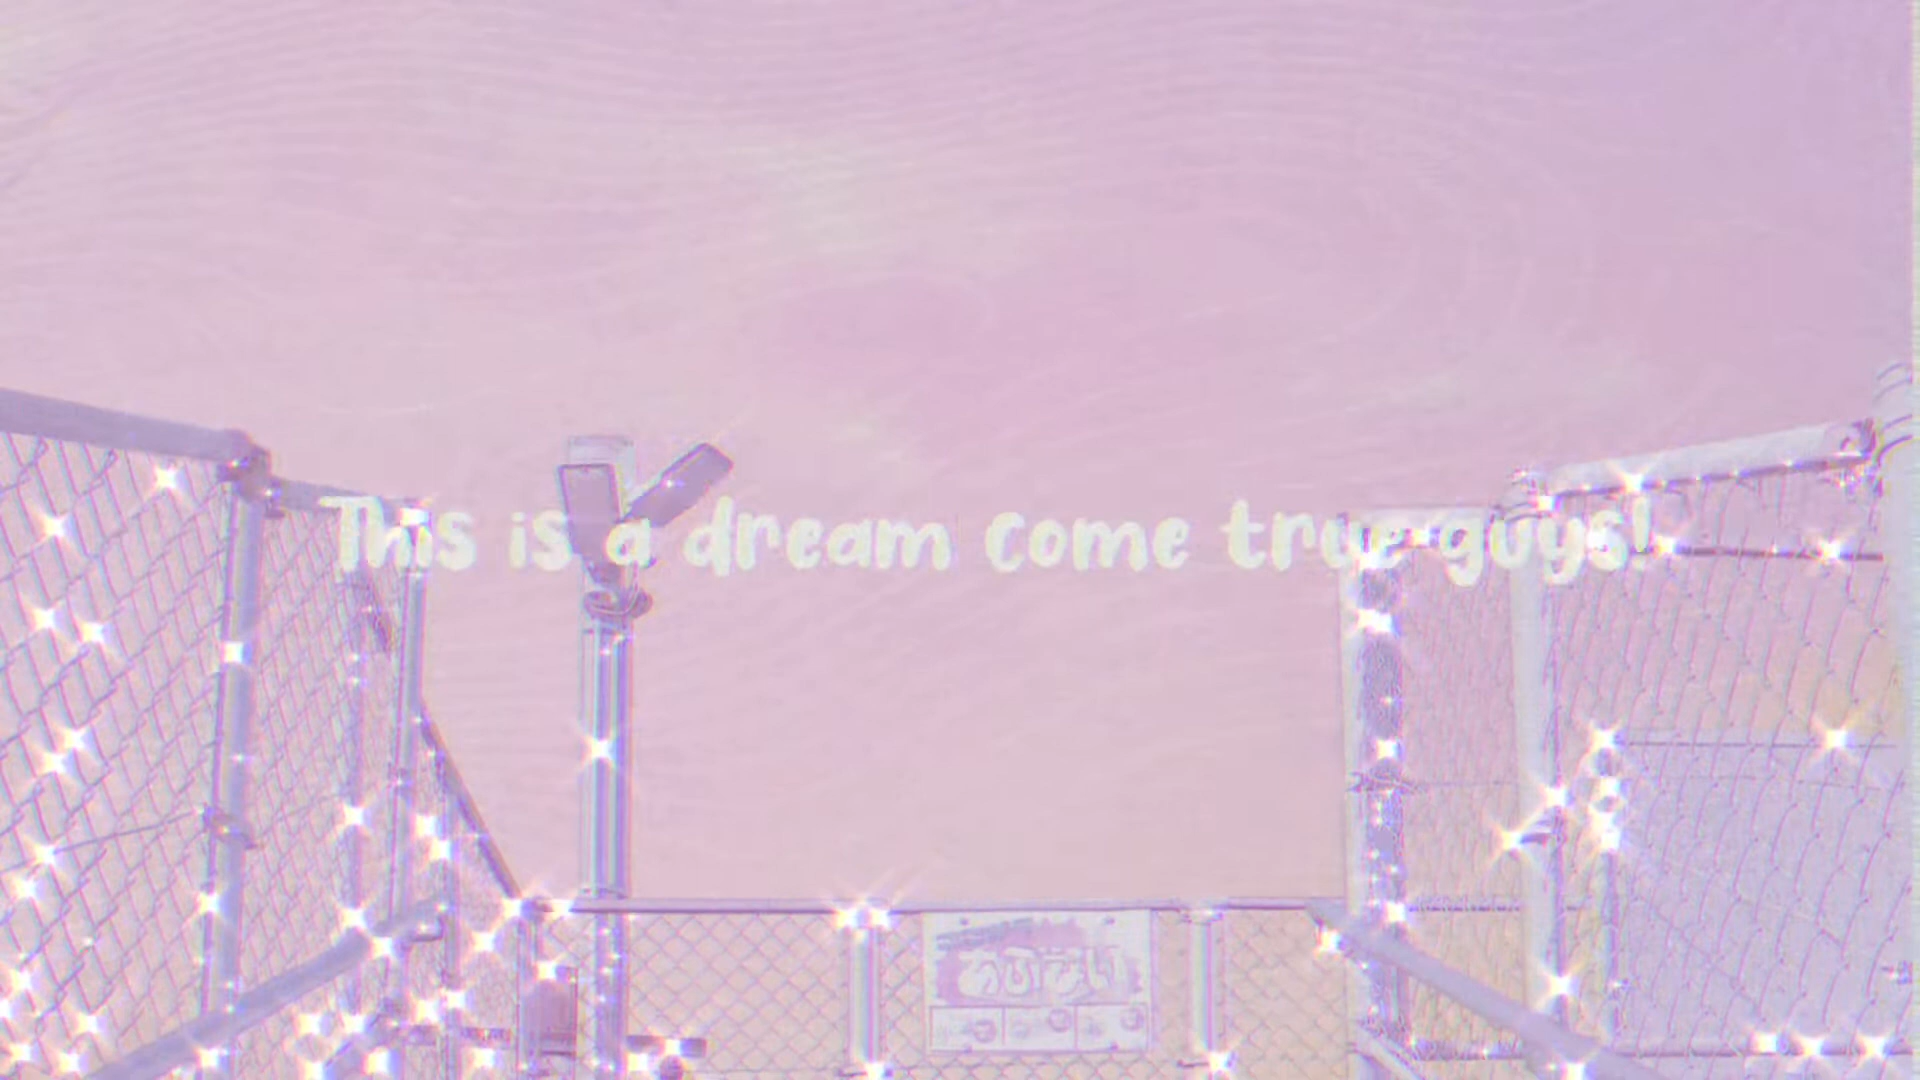 This is a dream come true guys!
あぶない